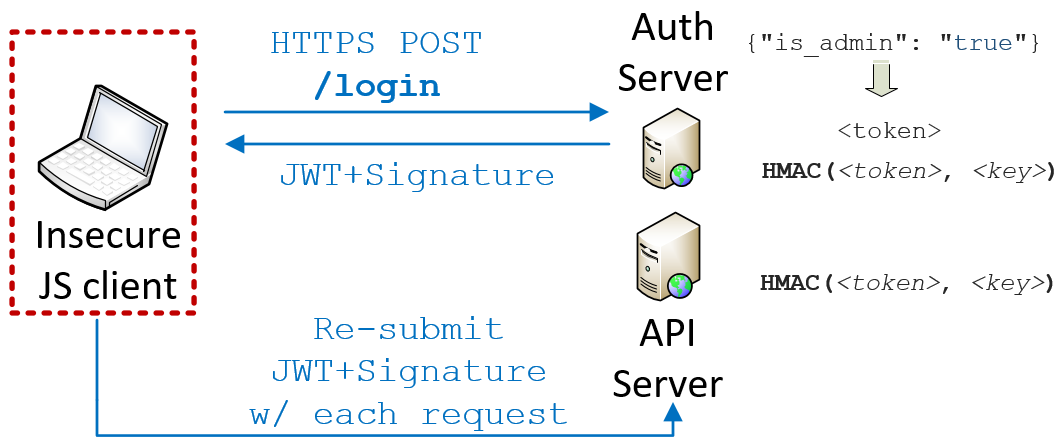 HTTPS POST
/login
JWT+Signature
Insecure
JS client
Auth
Server
{"is_admin": "true"}
<token>
HMAC(<token>, <key>)
API
Server
HMAC(<token>, <key>)
Re-submit
JWT+Signature
w/ each request